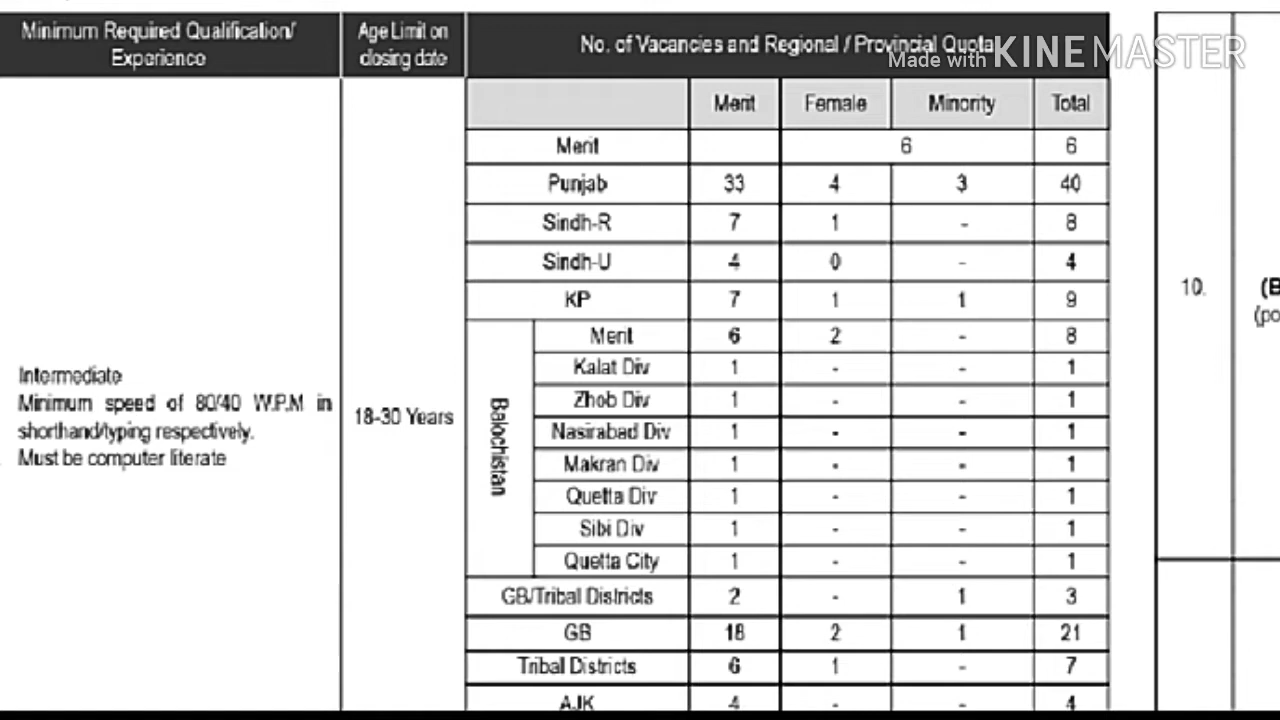 Minimum Required Qualification/
Experience
Age Limit on
closing date
No. of Vacancies and Regional / Provincial Quota
Made with KINEMASTER
Merit Female Minority Total
Merit 6 6
Punjab 33 4 3 40
Sindh-R 7 1 - 8
Sindh-U 4 0 - 4
KP 7 1 1 9
Balochistan
Merit 6 2 - 8
Kalat Div 1 - - 1
Zhob Div 1 - - 1
Nasirabad Div 1 - - 1
Makran Div 1 - - 1
Quetta Div 1 - - 1
Sibi Div 1 - - 1
Quetta City 1 - - 1
GB/Tribal Districts 2 - 1 3
GB 18 2 1 21
Tribal Districts 6 1 - 7
AJK 4 - - 4
Intermediate
Minimum speed of 80/40 W.P.M in
shorthand/typing respectively.
Must be computer literate
18-30 Years
10.
(B
(po